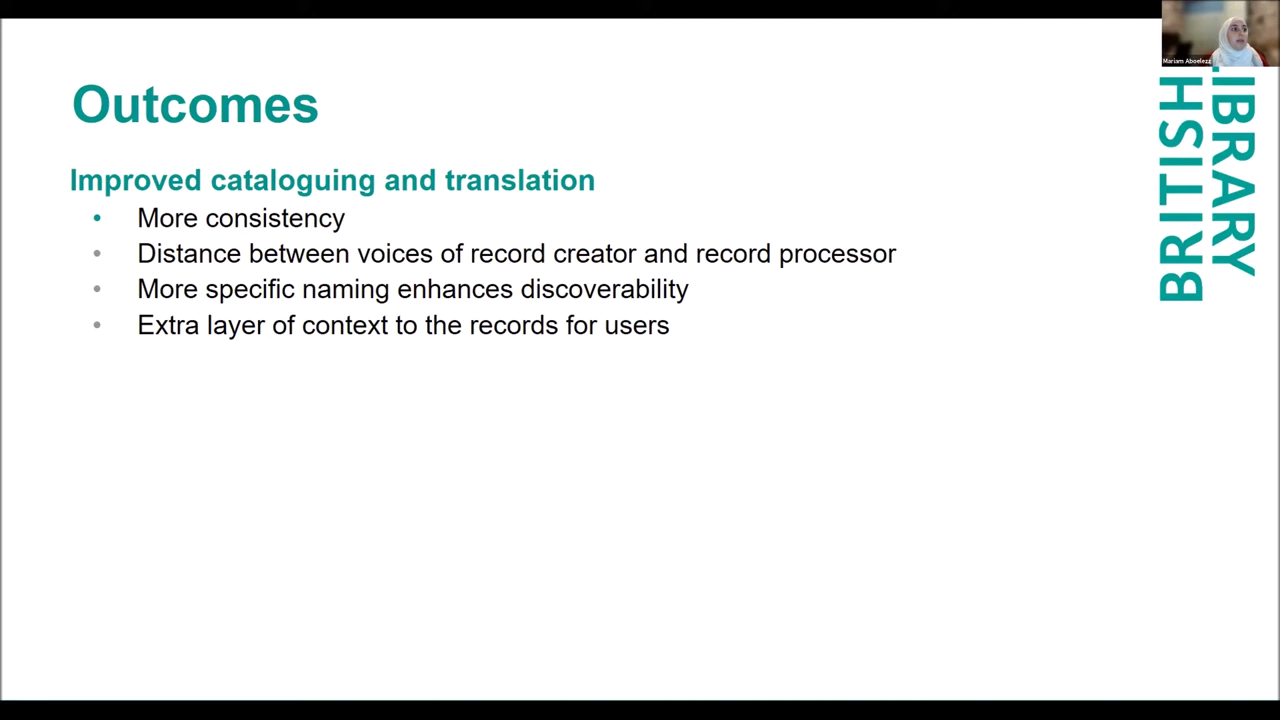 Outcomes
Improved cataloguing and translation
• More consistency
• Distance between voices of record creator and record processor
• More specific naming enhances discoverability
• Extra layer of context to the records for users
Mariam Aboelezz
BRITISH
LIBRARY